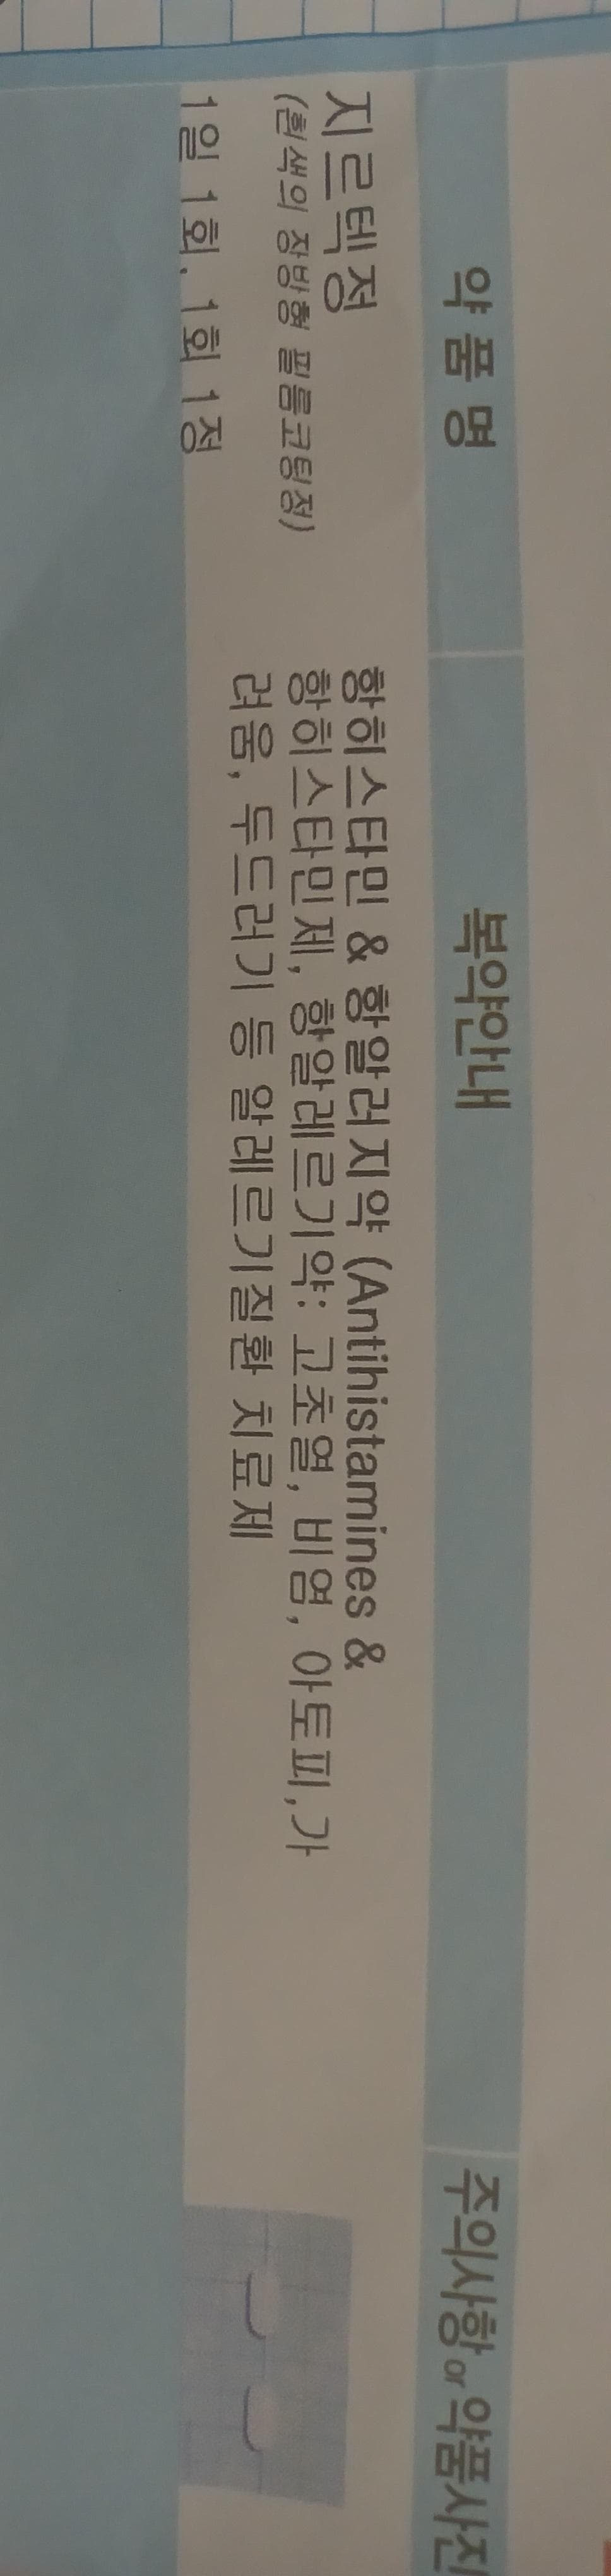 약 품 명
복약안내
주의사항 or 약품사진
지르텍정
(흰색의 장방형 필름코팅정)
1일 1회, 1회 1정
항히스타민 & 항알러지약 (Antihistamines &
항히스타민제, 항알레르기약: 고초열, 비염, 아토피,가
려움, 두드러기 등 알레르기질환 치료제